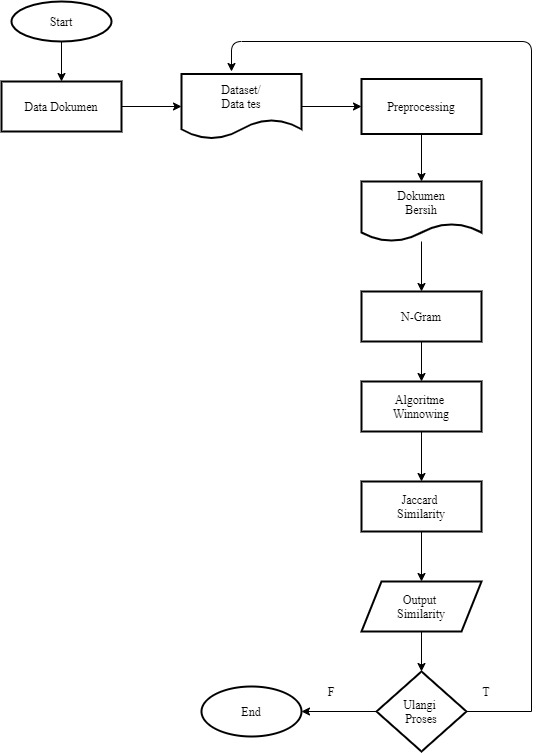 Start
Data Dokumen
Dataset/
Data tes
Preprocessing
Dokumen
Bersih
N-Gram
Algoritme
Winnowing
Jaccard
Similarity
Output
Similarity
Ulangi
Proses
F
T
End